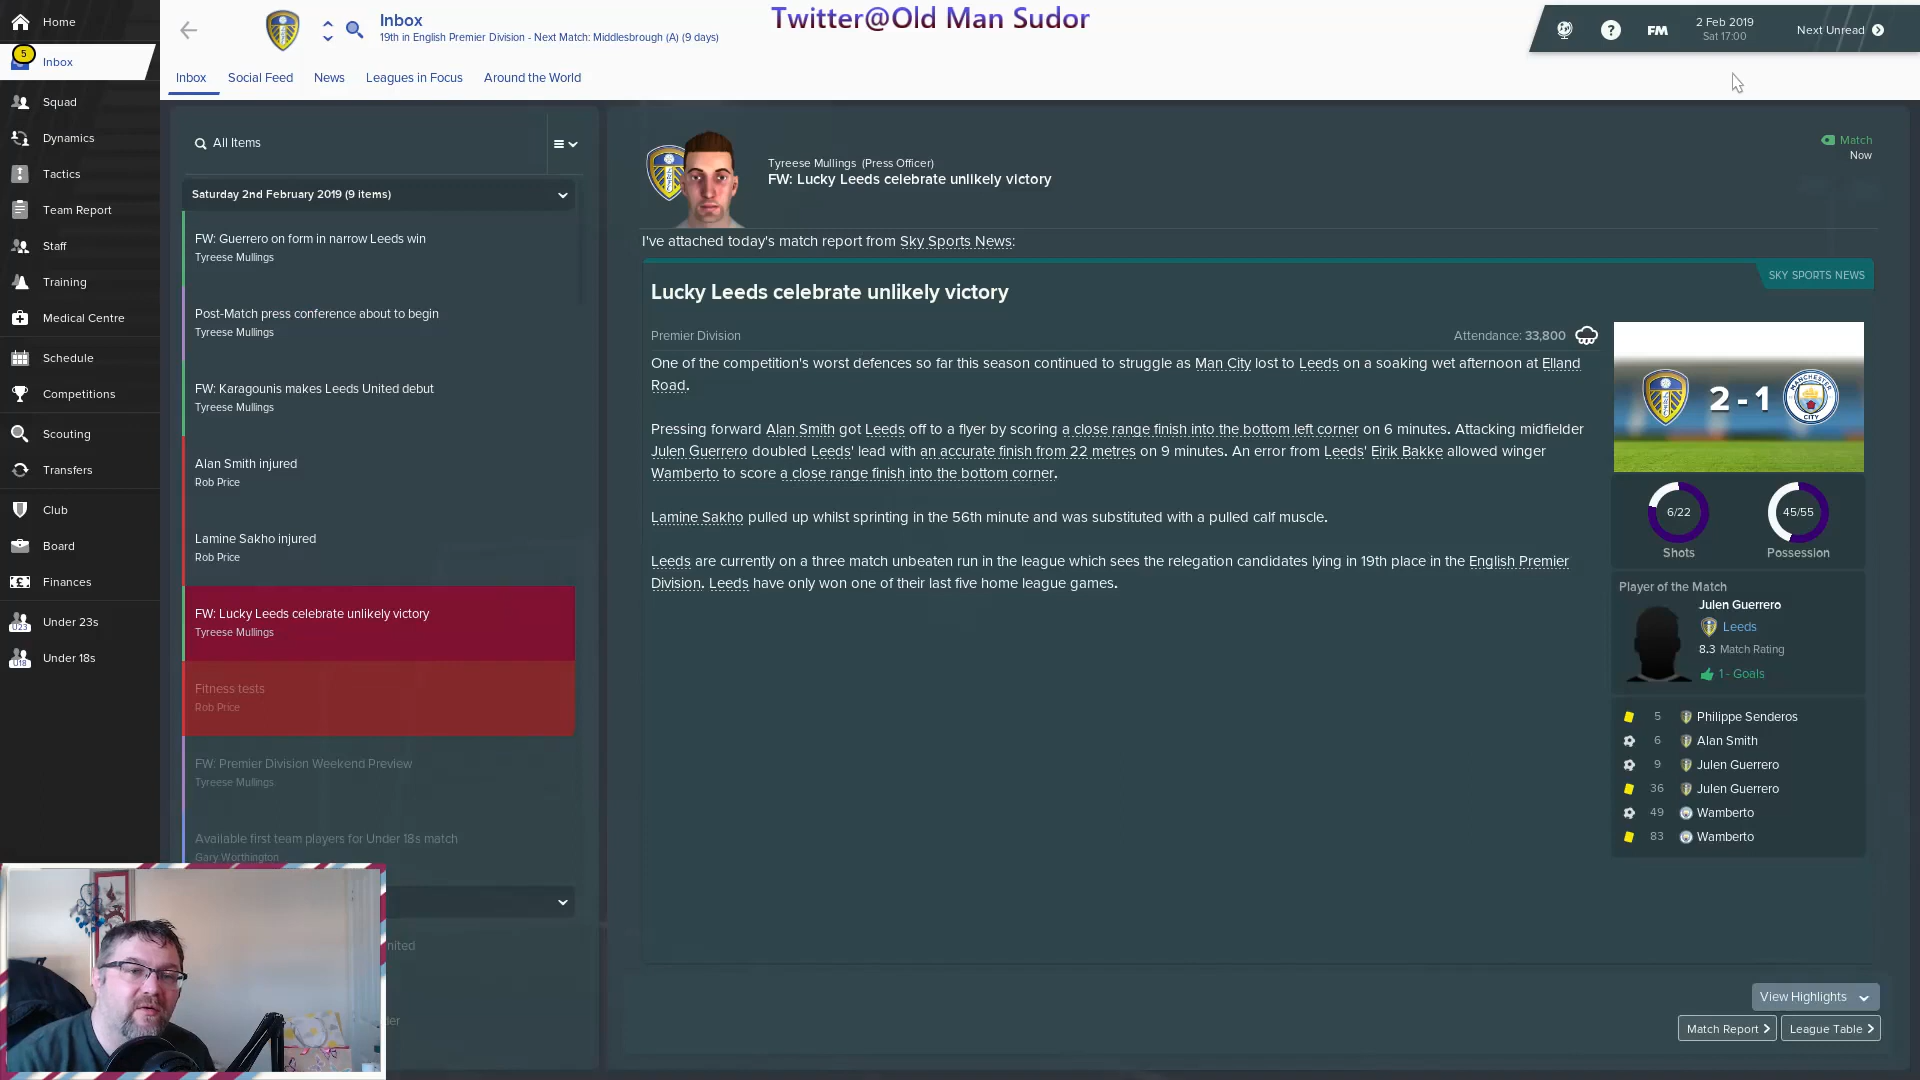 Home
5
Inbox
Squad
Dynamics
Tactics
Team Report
Staff
Training
Medical Centre
Schedule
Competitions
Scouting
Transfers
Club
Board
Finances
U23
Under 23s
U18
Under 18s
Inbox
19th in English Premier Division - Next Match: Middlesbrough (A) (9 days)
Twitter@Old Man Sudor
?
FM
2 Feb 2019
Sat 17:00
Next Unread
Inbox
Social Feed
News
Leagues in Focus
Around the World
All Items
Saturday 2nd February 2019 (9 items)
FW: Guerrero on form in narrow Leeds win
Tyreese Mullings
Post-Match press conference about to begin
Tyreese Mullings
FW: Karagounis makes Leeds United debut
Tyreese Mullings
Alan Smith injured
Rob Price
Lamine Sakho injured
Rob Price
FW: Lucky Leeds celebrate unlikely victory
Tyreese Mullings
Fitness tests
Rob Price
FW: Premier Division Weekend Preview
Tyreese Mullings
Available first team players for Under 18s match
Gary Worthington
nited
der
Tyreese Mullings (Press Officer)
FW: Lucky Leeds celebrate unlikely victory
Match
Now
I've attached today's match report from Sky Sports News:
SKY SPORTS NEWS
Lucky Leeds celebrate unlikely victory
Premier Division
Attendance: 33,800
One of the competition's worst defences so far this season continued to struggle as Man City lost to Leeds on a soaking wet afternoon at Elland
Road.
Pressing forward Alan Smith got Leeds off to a flyer by scoring a close range finish into the bottom left corner on 6 minutes. Attacking midfielder
Julen Guerrero doubled Leeds' lead with an accurate finish from 22 metres on 9 minutes. An error from Leeds' Eirik Bakke allowed winger
Wamberto to score a close range finish into the bottom corner.
Lamine Sakho pulled up whilst sprinting in the 56th minute and was substituted with a pulled calf muscle.
Leeds are currently on a three match unbeaten run in the league which sees the relegation candidates lying in 19th place in the English Premier
Division. Leeds have only won one of their last five home league games.
2 - 1
MANCHESTER
CITY
6/22
Shots
45/55
Possession
Player of the Match
Julen Guerrero
Leeds
8.3 Match Rating
1 - Goals
5 Philippe Senderos
6 Alan Smith
9 Julen Guerrero
36 Julen Guerrero
49 Wamberto
83 Wamberto
View Highlights
Match Report
League Table